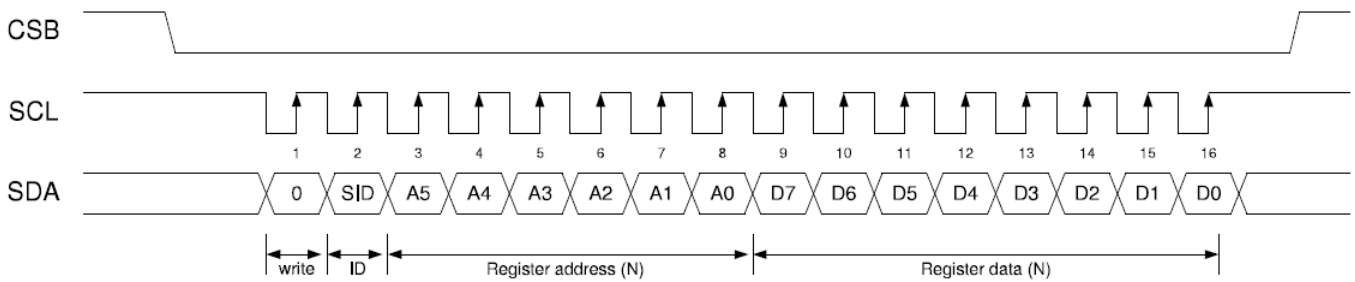 CSB
SCL
1 2 3 4 5 6 7 8 9 10 11 12 13 14 15 16
SDA 0 SID A5 A4 A3 A2 A1 A0 D7 D6 D5 D4 D3 D2 D1 D0
write ID Register address (N) Register data (N)